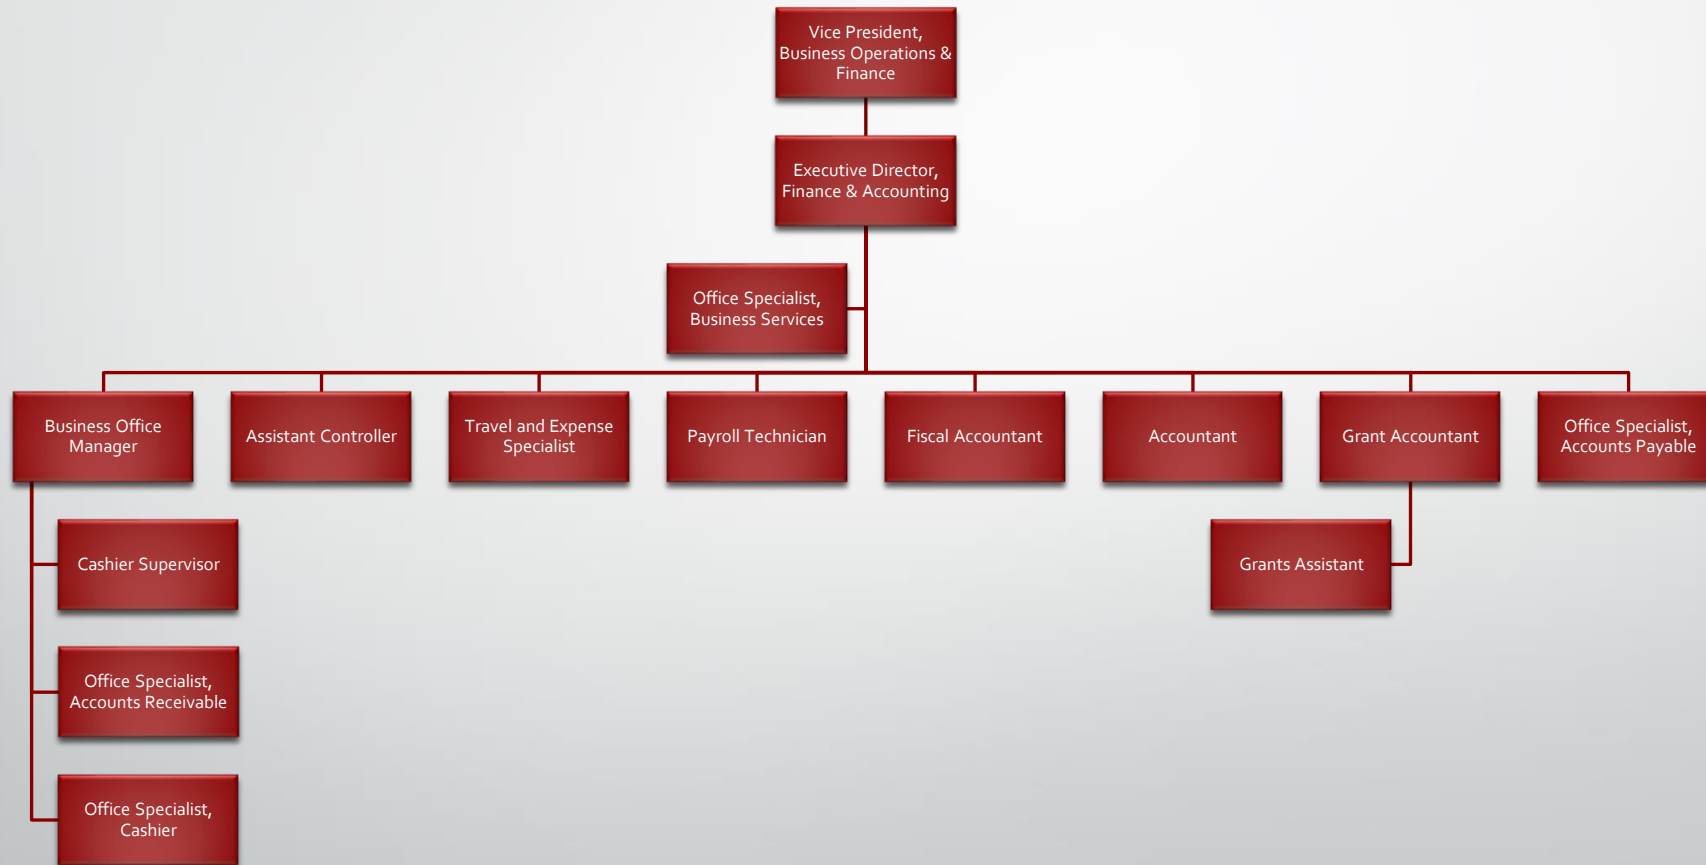 Vice President,
Business Operations &
Finance
Executive Director,
Finance & Accounting
Office Specialist,
Business Services
Business Office
Manager
Assistant Controller
Travel and Expense
Specialist
Payroll Technician
Fiscal Accountant
Accountant
Grant Accountant
Office Specialist,
Accounts Payable
Cashier Supervisor
Grants Assistant
Office Specialist,
Accounts Receivable
Office Specialist,
Cashier